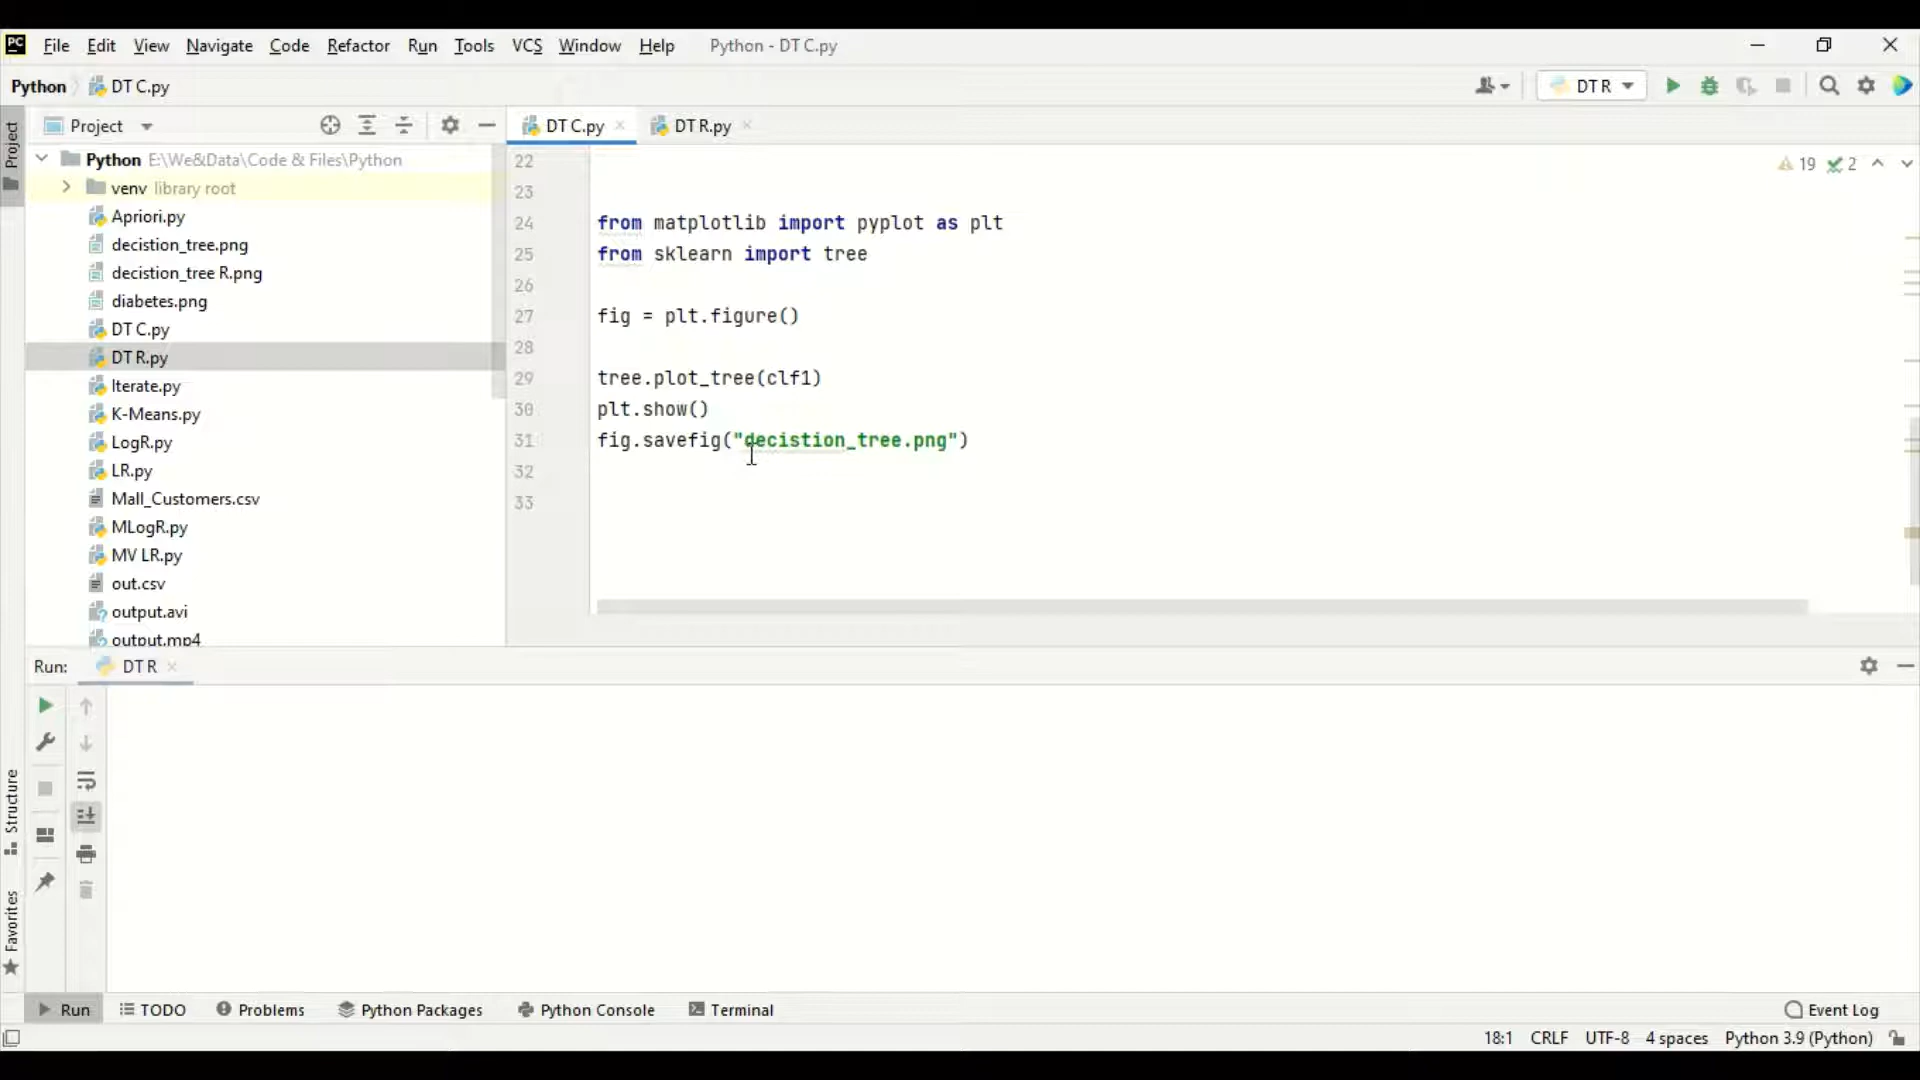 PC File Edit View Navigate Code Refactor Run Tools VCS Window Help Python - DT C.py
Python DT C.py DT R
Project DT C.py DT R.py
Project
Python E:\We&Data\Code & Files\Python
venv library root
Apriori.py
decistion_tree.png
decistion_tree R.png
diabetes.png
DT C.py
DT R.py
Iterate.py
K-Means.py
LogR.py
LR.py
Mall_Customers.csv
MLogR.py
MV LR.py
out.csv
output.avi
output.mp4
19 2
22
23
24 from matplotlib import pyplot as plt
25 from sklearn import tree
26
27 fig = plt.figure()
28
29 tree.plot_tree(clf1)
30 plt.show()
31 fig.savefig("decistion_tree.png")
32
33
Run: DT R
Structure
Favorites
Run TODO Problems Python Packages Python Console Terminal Event Log
18:1 CRLF UTF-8 4 spaces Python 3.9 (Python)